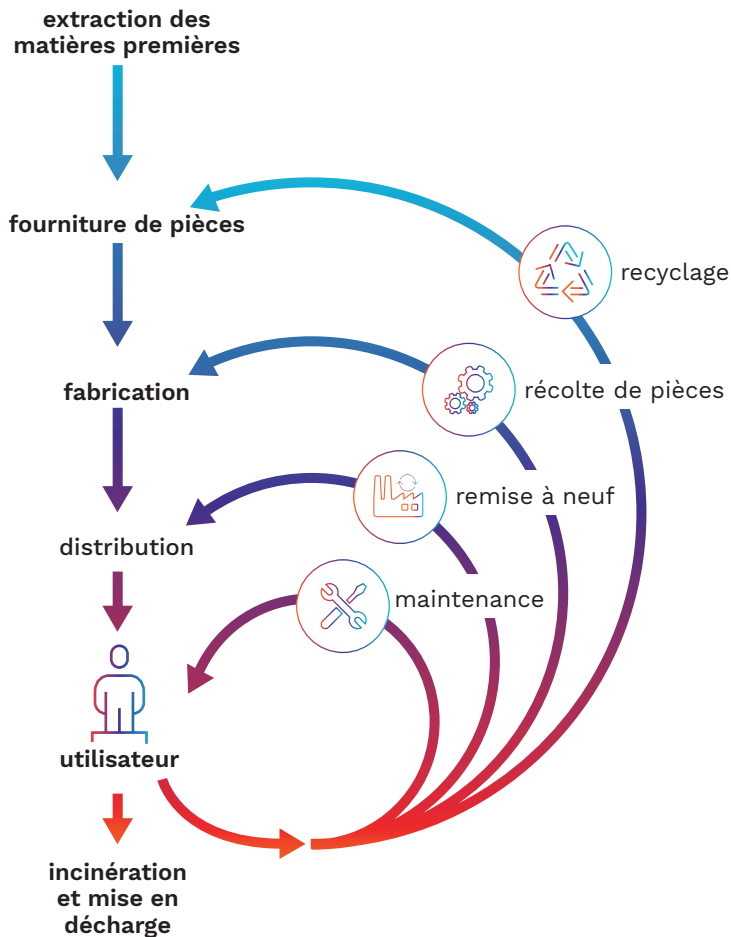 extraction des
matières premières
fourniture de pièces
recyclage
fabrication
récolte de pièces
remise à neuf
distribution
maintenance
utilisateur
incinération
et mise en
décharge